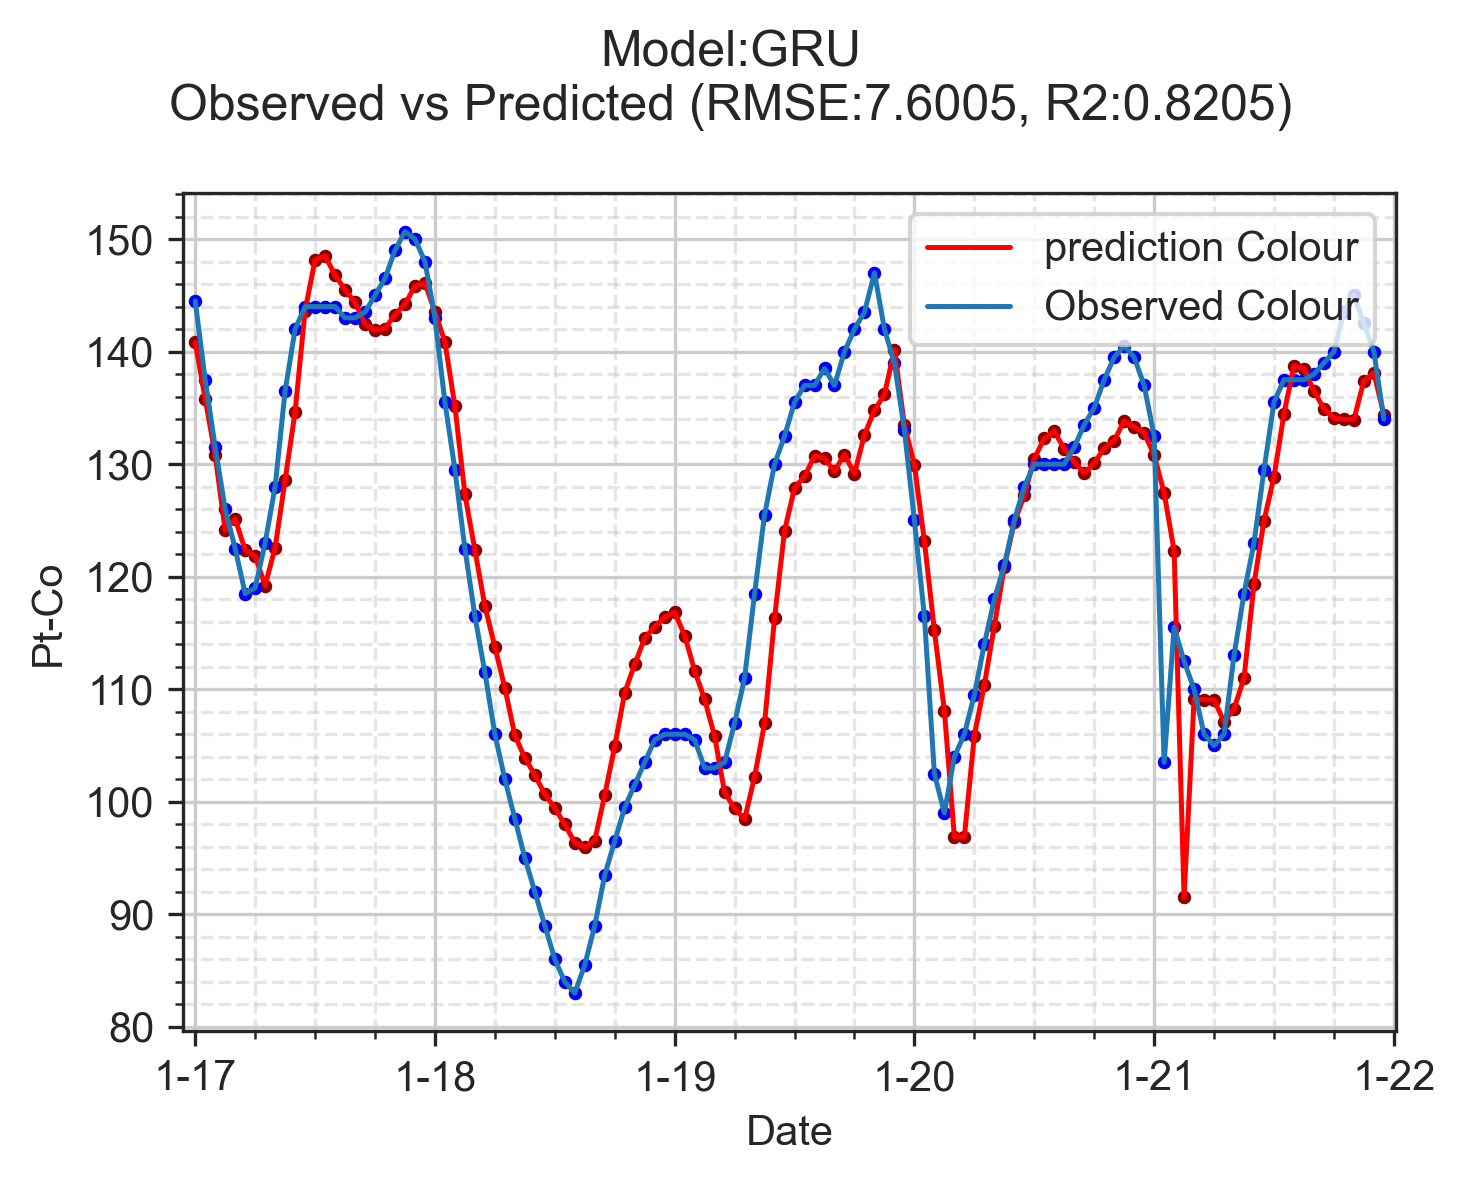 Model:GRU
Observed vs Predicted (RMSE:7.6005, R2:0.8205)
prediction Colour
Observed Colour
150
140
130
120
110
100
90
80
Pt-Co
1-17
1-18
1-19
1-20
1-21
1-22
Date